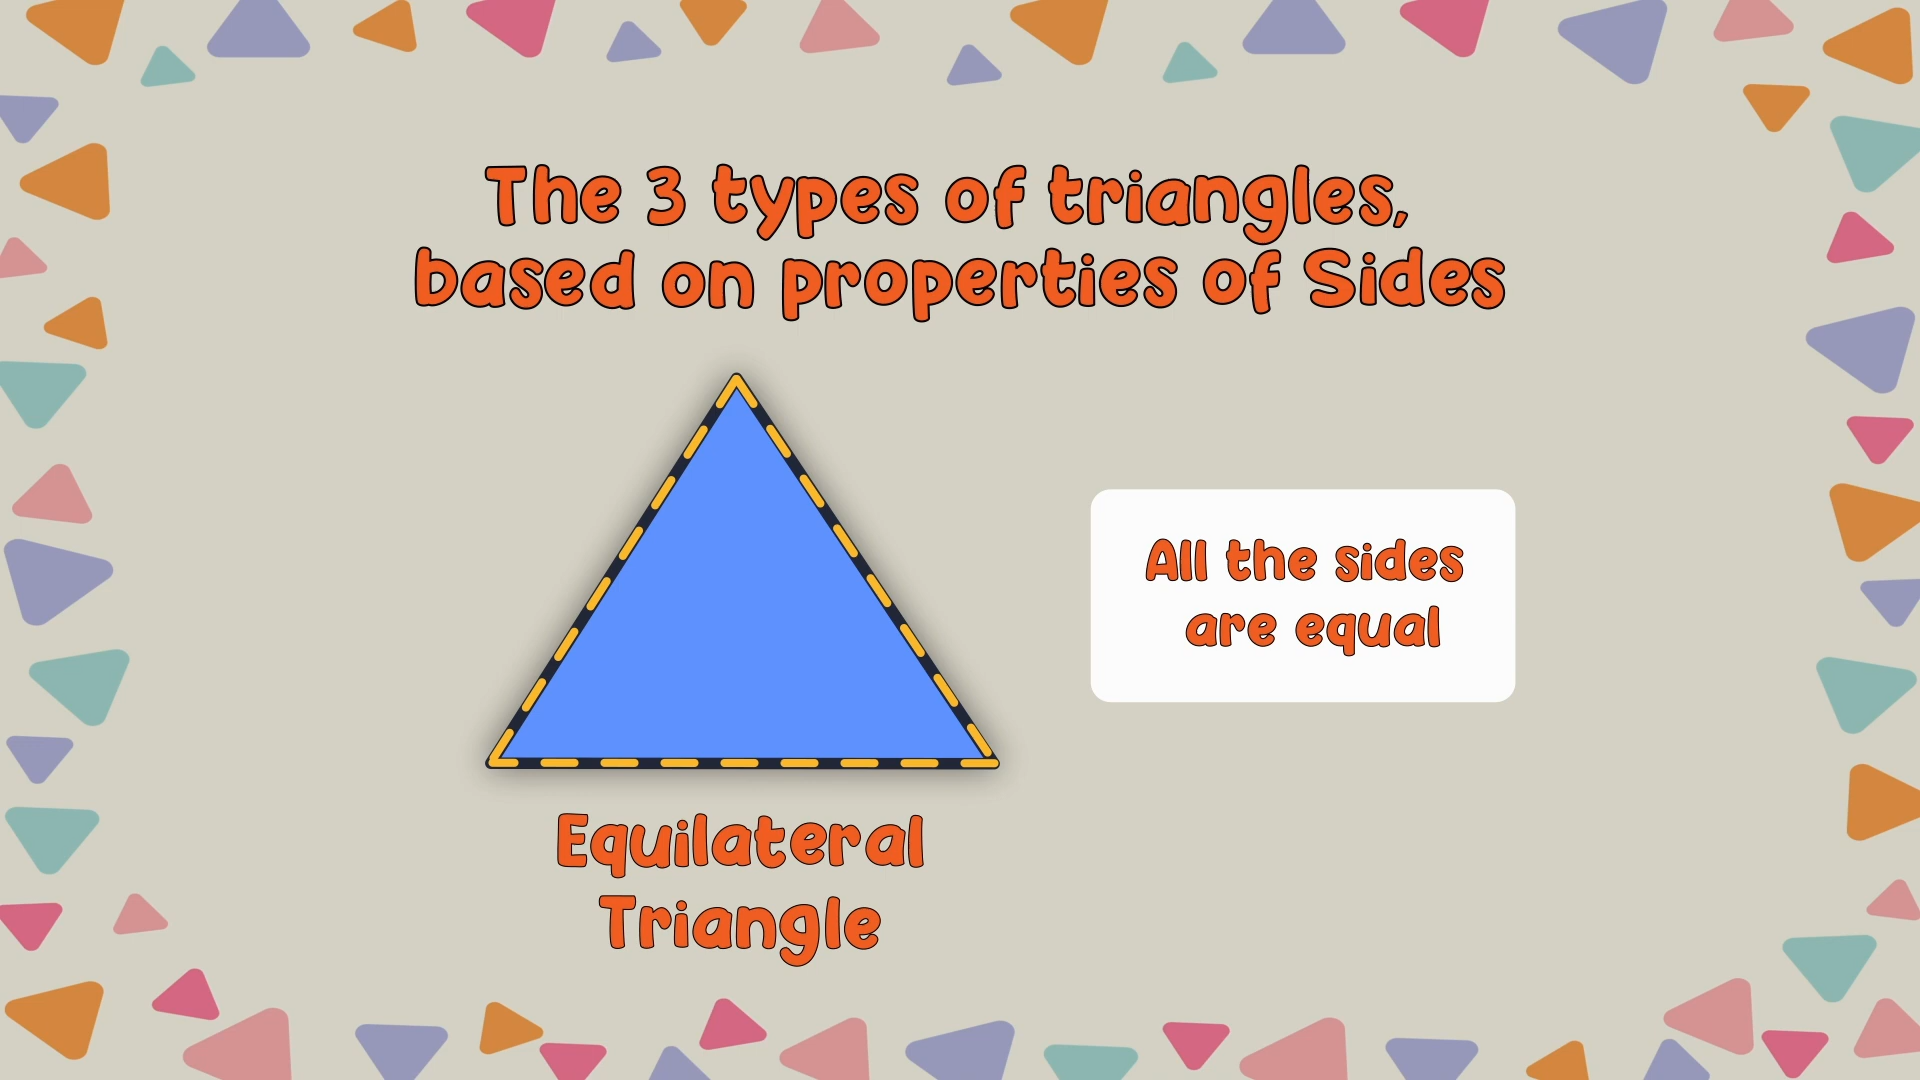 The 3 types of triangles,
based on properties of Sides
All the sides
are equal
Equilateral
Triangle